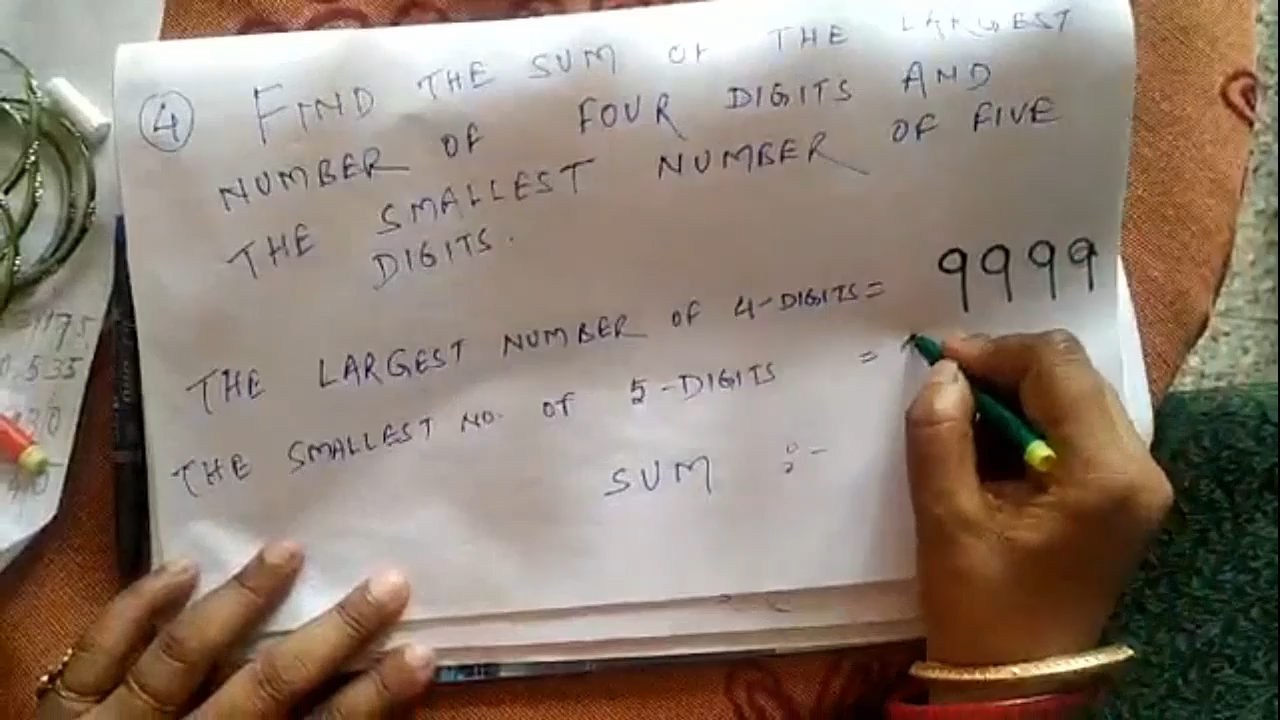 4 FIND THE SUM OF THE LARGEST
NUMBER OF FOUR DIGITS AND
THE SMALLEST NUMBER OF FIVE
DIGITS.
THE LARGEST NUMBER OF 4-DIGITS = 9999
THE SMALLEST NO. OF 5-DIGITS =
SUM :-